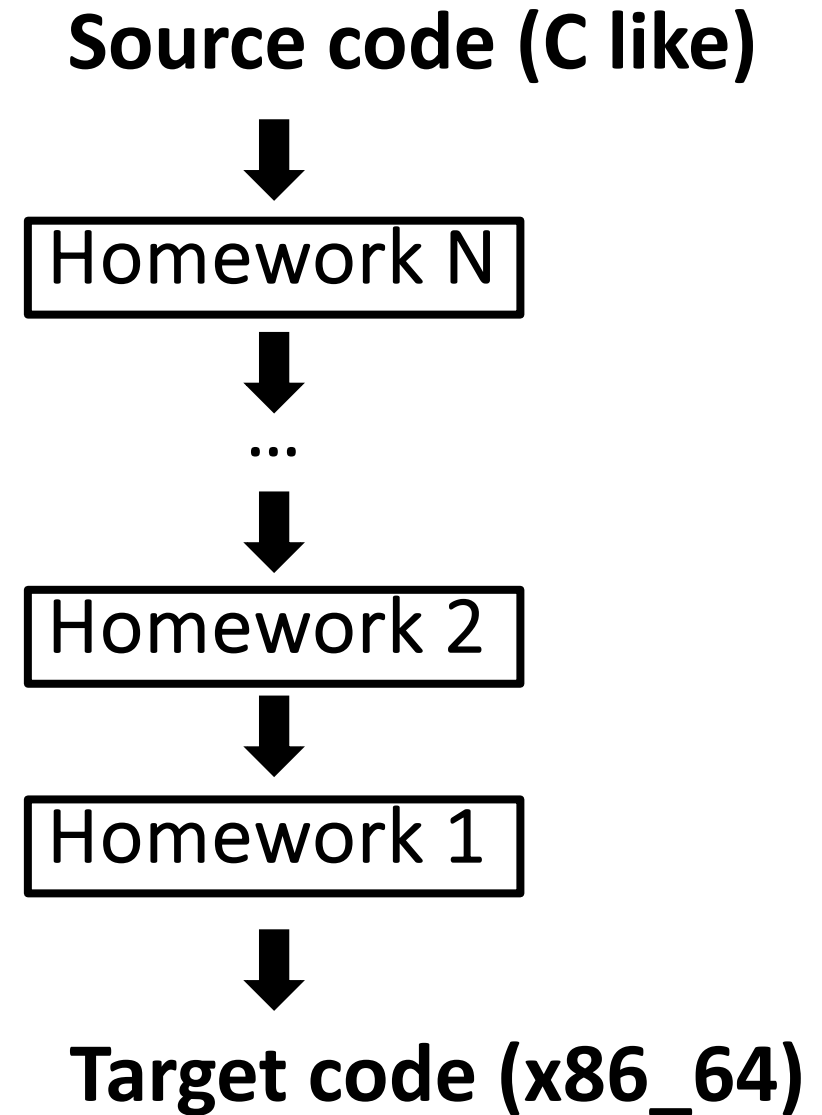 Source code (C like)
Homework N
...
Homework 2
Homework 1
Target code (x86_64)